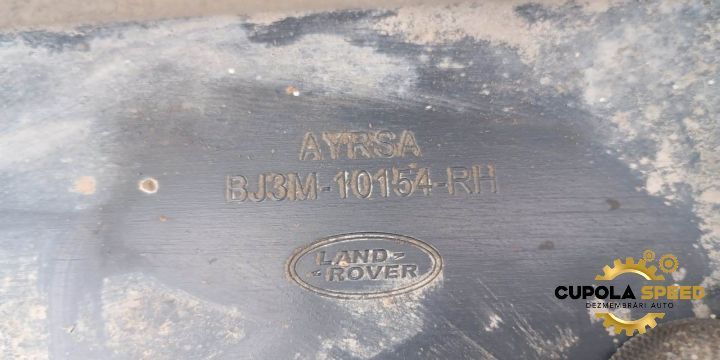 AYRSA
BJ3M-10154-RH
LAND-
-ROVER
CUPOLA SPEED
DEZMEMBRĂRI AUTO